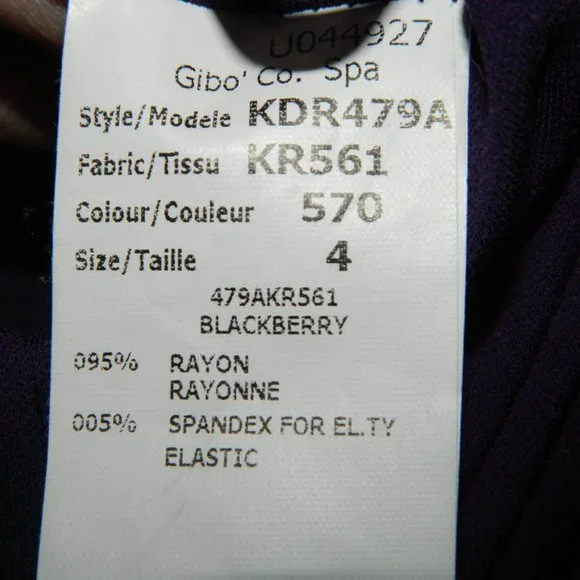 U044927
Gibo' Co. Spa
Style/Modele KDR479A
Fabric/Tissu KR561
Colour/Couleur 570
Size/Taille 4
479AKR561
BLACKBERRY
095% RAYON
RAYONNE
005% SPANDEX FOR EL.TY
ELASTIC